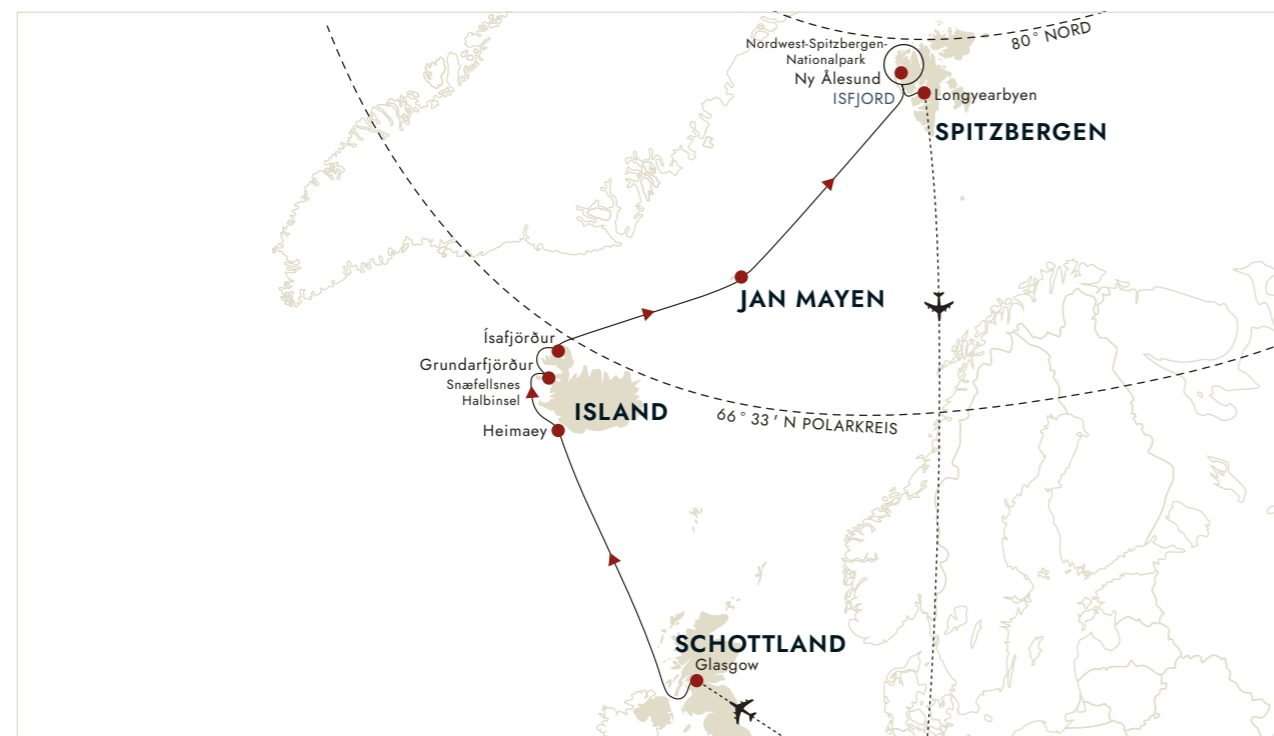 80° NORD
Nordwest-Spitzbergen-
Nationalpark
Ny Ålesund
ISFJORD
Longyearbyen
SPITZBERGEN
JAN MAYEN
Ísafjörður
Grundarfjörður
Snæfellsnes
Halbinsel
ISLAND
Heimaey
66° 33' N POLARKREIS
SCHOTTLAND
Glasgow